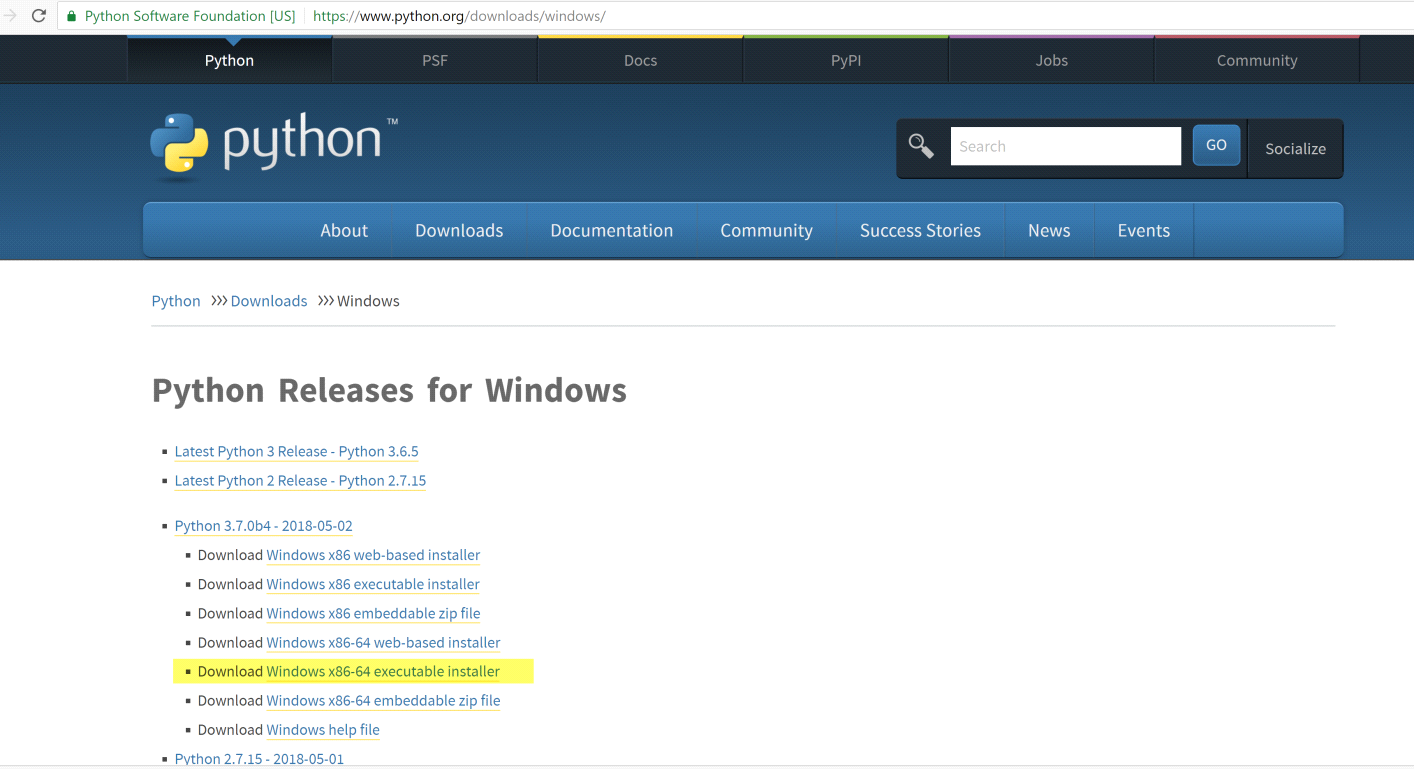 Python Software Foundation [US] https://www.python.org/downloads/windows/
Python PSF Docs PyPI Jobs Community
python™
Search GO Socialize
About Downloads Documentation Community Success Stories News Events
Python >>> Downloads >>> Windows
Python Releases for Windows
Latest Python 3 Release - Python 3.6.5
Latest Python 2 Release - Python 2.7.15
Python 3.7.0b4 - 2018-05-02
Download Windows x86 web-based installer
Download Windows x86 executable installer
Download Windows x86 embeddable zip file
Download Windows x86-64 web-based installer
Download Windows x86-64 executable installer
Download Windows x86-64 embeddable zip file
Download Windows help file
Python 2.7.15 - 2018-05-01